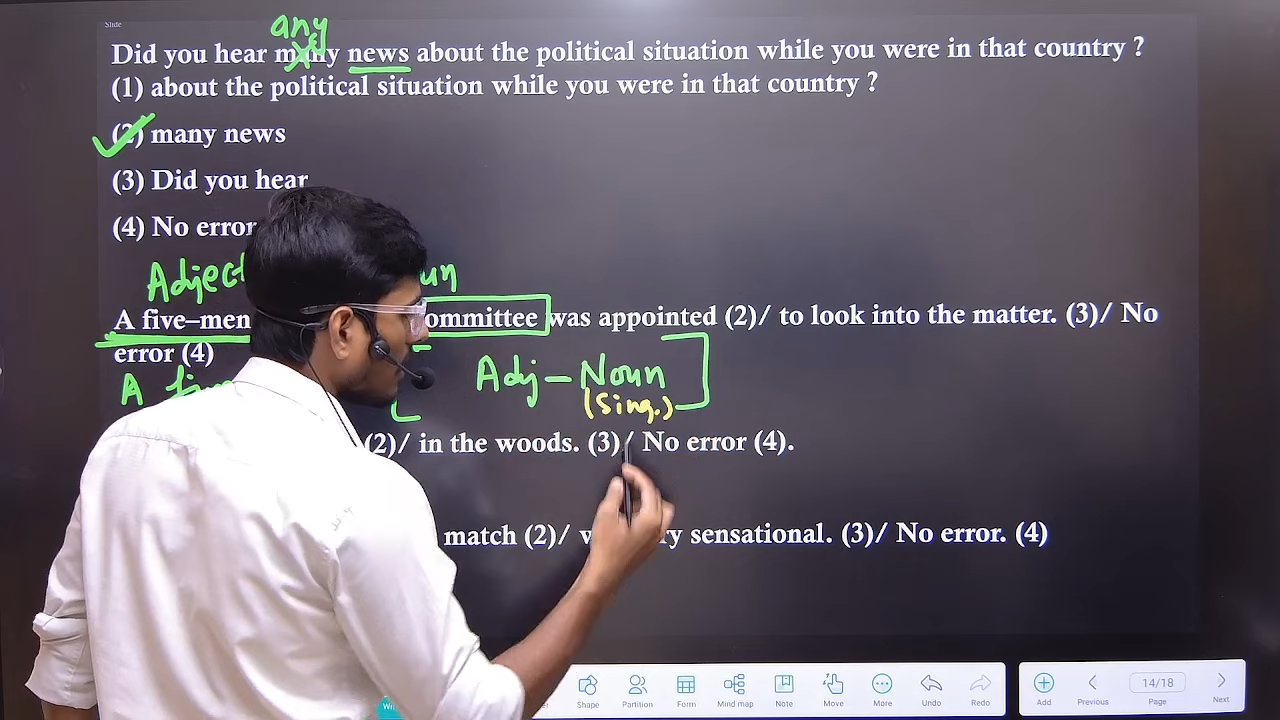 Slide
any
Did you hear many news about the political situation while you were in that country ?
(1) about the political situation while you were in that country ?
(2) many news
(3) Did you hear
(4) No error
Adject un
A five–men ommittee was appointed (2)/ to look into the matter. (3)/ No
error (4)
Adj – Noun
A
(Sing.)
(2)/ in the woods. (3)/ No error (4).
match (2)/ sensational. (3)/ No error. (4)
Shape Partition Form Mind map Note Move More Undo Redo Add Previous 14/18 Page Next